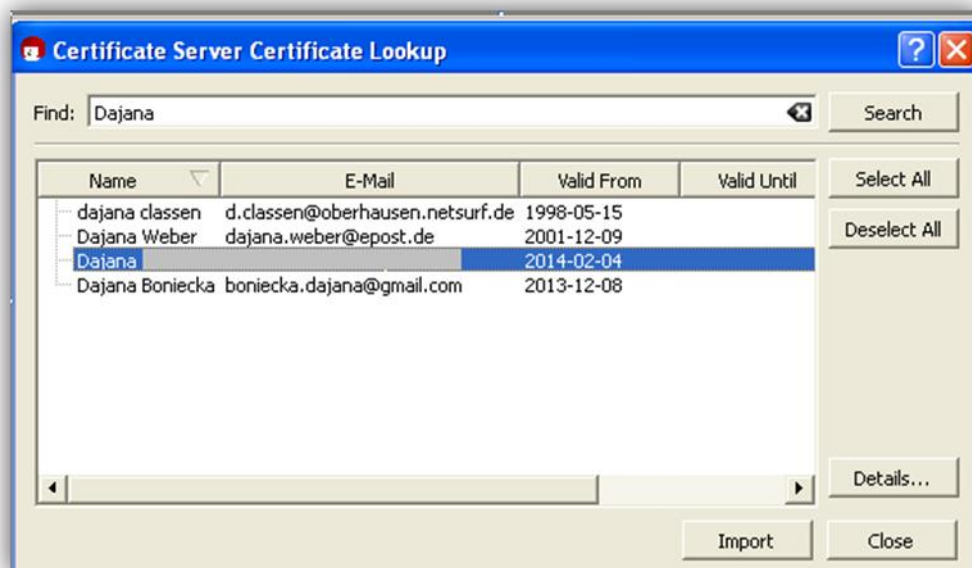 Certificate Server Certificate Lookup
Find: Dajana Search
Name E-Mail Valid From Valid Until Select All
dajana classen d.classen@oberhausen.netsurf.de 1998-05-15
Dajana Weber dajana.weber@epost.de 2001-12-09 Deselect All
Dajana 2014-02-04
Dajana Boniecka boniecka.dajana@gmail.com 2013-12-08
Details...
Import Close